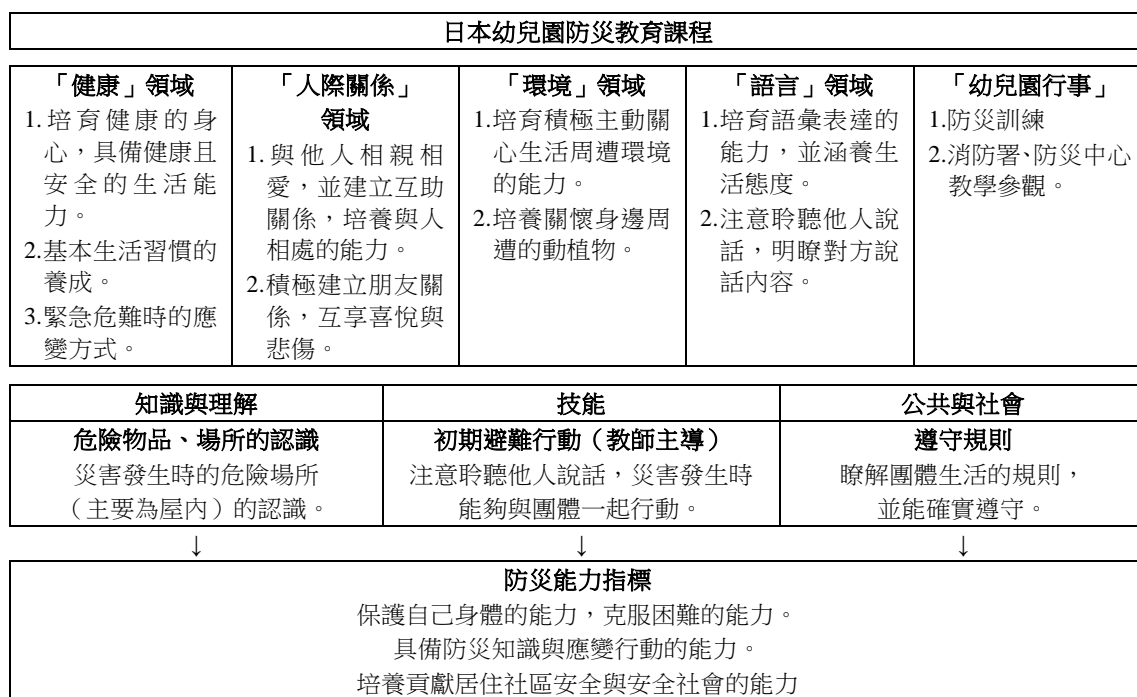 日本幼兒園防災教育課程
「健康」領域
1.培育健康的身
心，具備健康且
安全的生活能
力。
2.基本生活習慣的
養成。
3.緊急危難時的應
變方式。
「人際關係」
領域
1.與他人相親相
愛，並建立互助
關係，培養與人
相處的能力。
2.積極建立朋友關
係，互享喜悅與
悲傷。
「環境」領域
1.培育積極主動關
心生活周遭環境
的能力。
2.培養關懷身邊周
遭的動植物。
「語言」領域
1.培育語彙表達的
能力，並涵養生
活態度。
2.注意聆聽他人說
話，明瞭對方說
話內容。
「幼兒園行事」
1.防災訓練
2.消防署、防災中心
教學參觀。
知識與理解
危險物品、場所的認識
災害發生時的危險場所
（主要為屋內）的認識。
技能
初期避難行動（教師主導）
注意聆聽他人說話，災害發生時
能夠與團體一起行動。
公共與社會
遵守規則
瞭解團體生活的規則，
並能確實遵守。
↓ ↓ ↓
防災能力指標
保護自己身體的能力，克服困難的能力。
具備防災知識與應變行動的能力。
培養貢獻居住社區安全與安全社會的能力